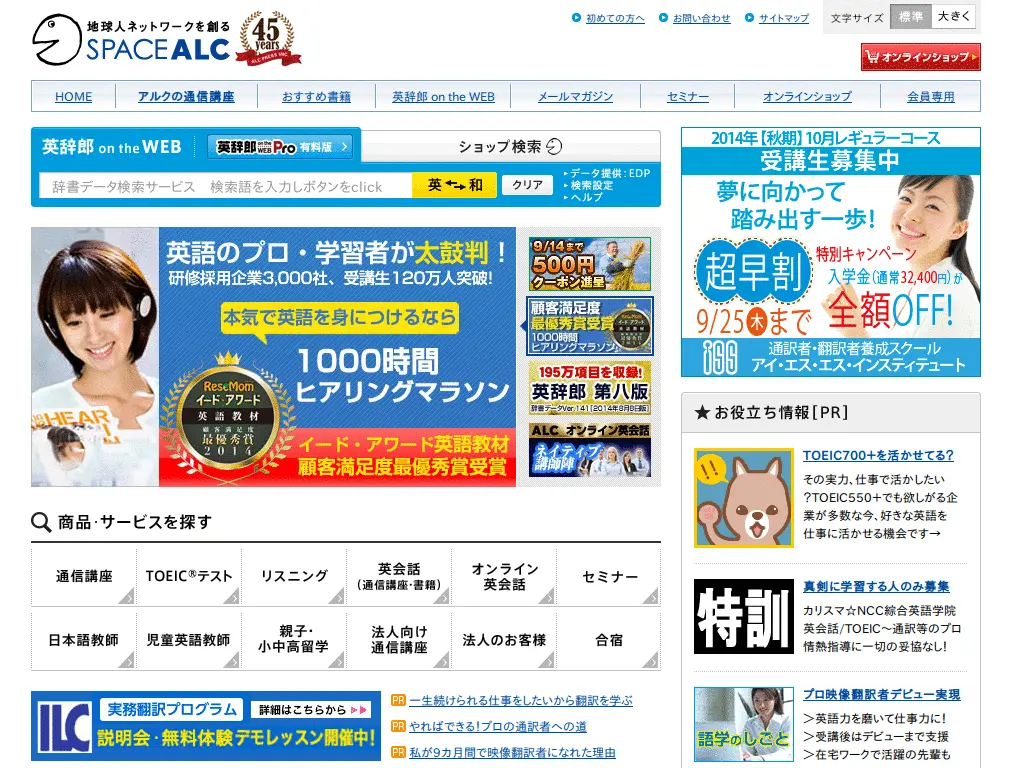 地球人ネットワークを創る
SPACEALC
45
years
ALC PRESS INC.
初めての方へ
お問い合わせ
サイトマップ
文字サイズ
標準
大きく
オンラインショップ
HOME
アルクの通信講座
おすすめ書籍
英辞郎 on the WEB
メールマガジン
セミナー
オンラインショップ
会員専用
英辞郎 on the WEB
英辞郎 on the WEB Pro 有料版
ショップ検索
辞書データ検索サービス 検索語を入力しボタンをclick
英 和
クリア
データ提供：EDP
検索設定
ヘルプ
英語のプロ・学習者が太鼓判！
研修採用企業3,000社、受講生120万人突破!
本気で英語を身につけるなら
1000時間
ヒアリングマラソン
ReseMom
イード・アワード
英語教材
顧客満足度
最優秀賞
2014
イード・アワード英語教材
顧客満足度最優秀賞受賞
HEAR
9/14まで
500円
クーポン進呈
顧客満足度
最優秀賞受賞
1000時間
ヒアリングマラソン
195万項目を収録!
英辞郎 第八版
辞書データVer.141 [2014年8月8日版]
ALC オンライン英会話
ネイティブ
講師陣
2014年【秋期】10月レギュラーコース
受講生募集中
夢に向かって
踏み出す一歩!
超早割
特別キャンペーン
入学金(通常32,400円)が
全額OFF!
9/25木まで
ISS
通訳者・翻訳者養成スクール
アイ・エス・エス・インスティテュート
★お役立ち情報[PR]
!!
TOEIC700＋を活かせてる？
その実力、仕事で活かしたい
？TOEIC550＋でも欲しがる企
業が多数な今、好きな英語を
仕事に活かせる機会です→
特訓
真剣に学習する人のみ募集
カリスマ☆NCC綜合英語学院
英会話/TOEIC～通訳等のプロ
情熱指導に一切の妥協なし!
語学のしごと
プロ映像翻訳者デビュー実現
＞英語力を磨いて仕事力に!
＞受講後はデビューまで支援
＞在宅ワークで活躍の先輩も
商品・サービスを探す
通信講座
TOEIC®テスト
リスニング
英会話
（通信講座・書籍）
オンライン
英会話
セミナー
日本語教師
児童英語教師
親子・
小中高留学
法人向け
通信講座
法人のお客様
合宿
ILC
実務翻訳プログラム
詳細はこちらから
説明会・無料体験デモレッスン開催中!
PR 一生続けられる仕事をしたいから翻訳を学ぶ
PR やればできる！プロの通訳者への道
PR 私が9カ月間で映像翻訳者になれた理由